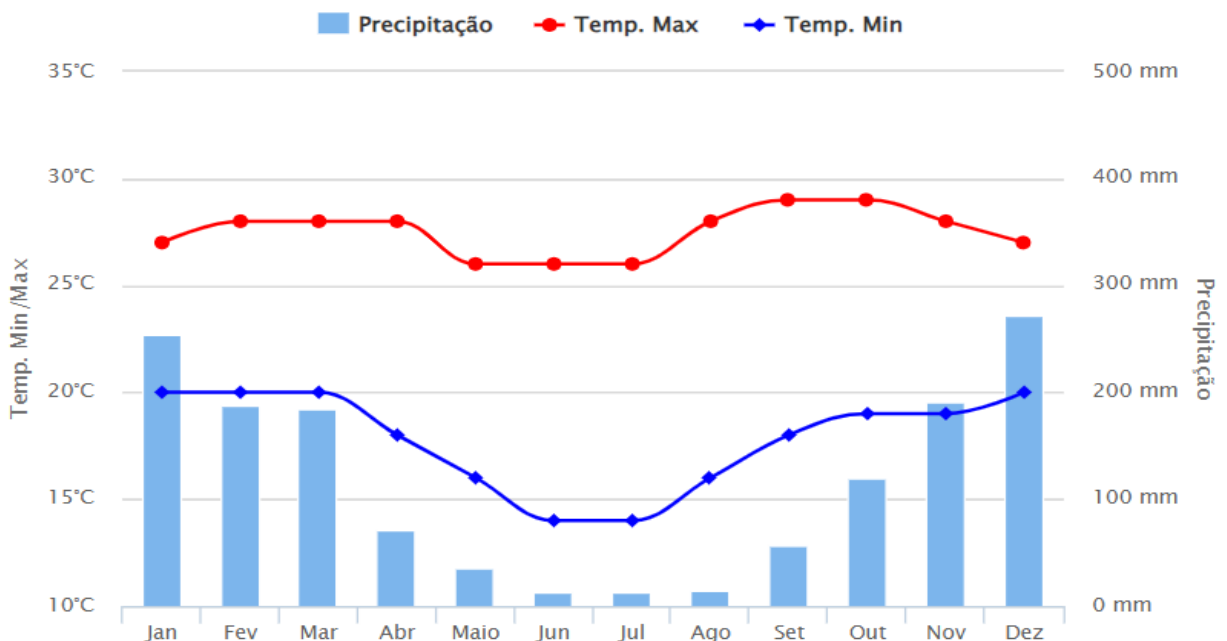 Precipitação Temp. Max Temp. Min
35°C 500 mm
30°C 400 mm
25°C 300 mm
20°C 200 mm
15°C 100 mm
10°C 0 mm
Temp. Min/Max
Precipitação
Jan Fev Mar Abr Maio Jun Jul Ago Set Out Nov Dez